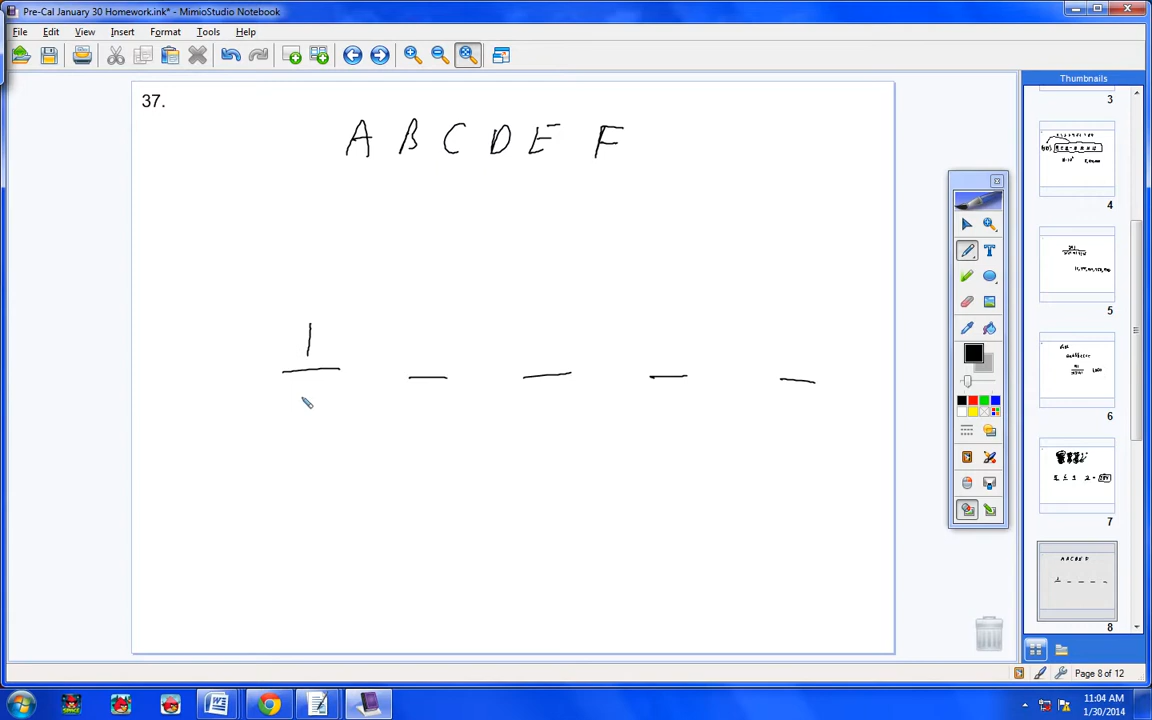 Pre-Cal January 30 Homework.ink* - MimioStudio Notebook
File Edit View Insert Format Tools Help
Thumbnails
37.
A B C D E F
1
3
4
5
6
7
8
Page 8 of 12
11:04 AM
1/30/2014